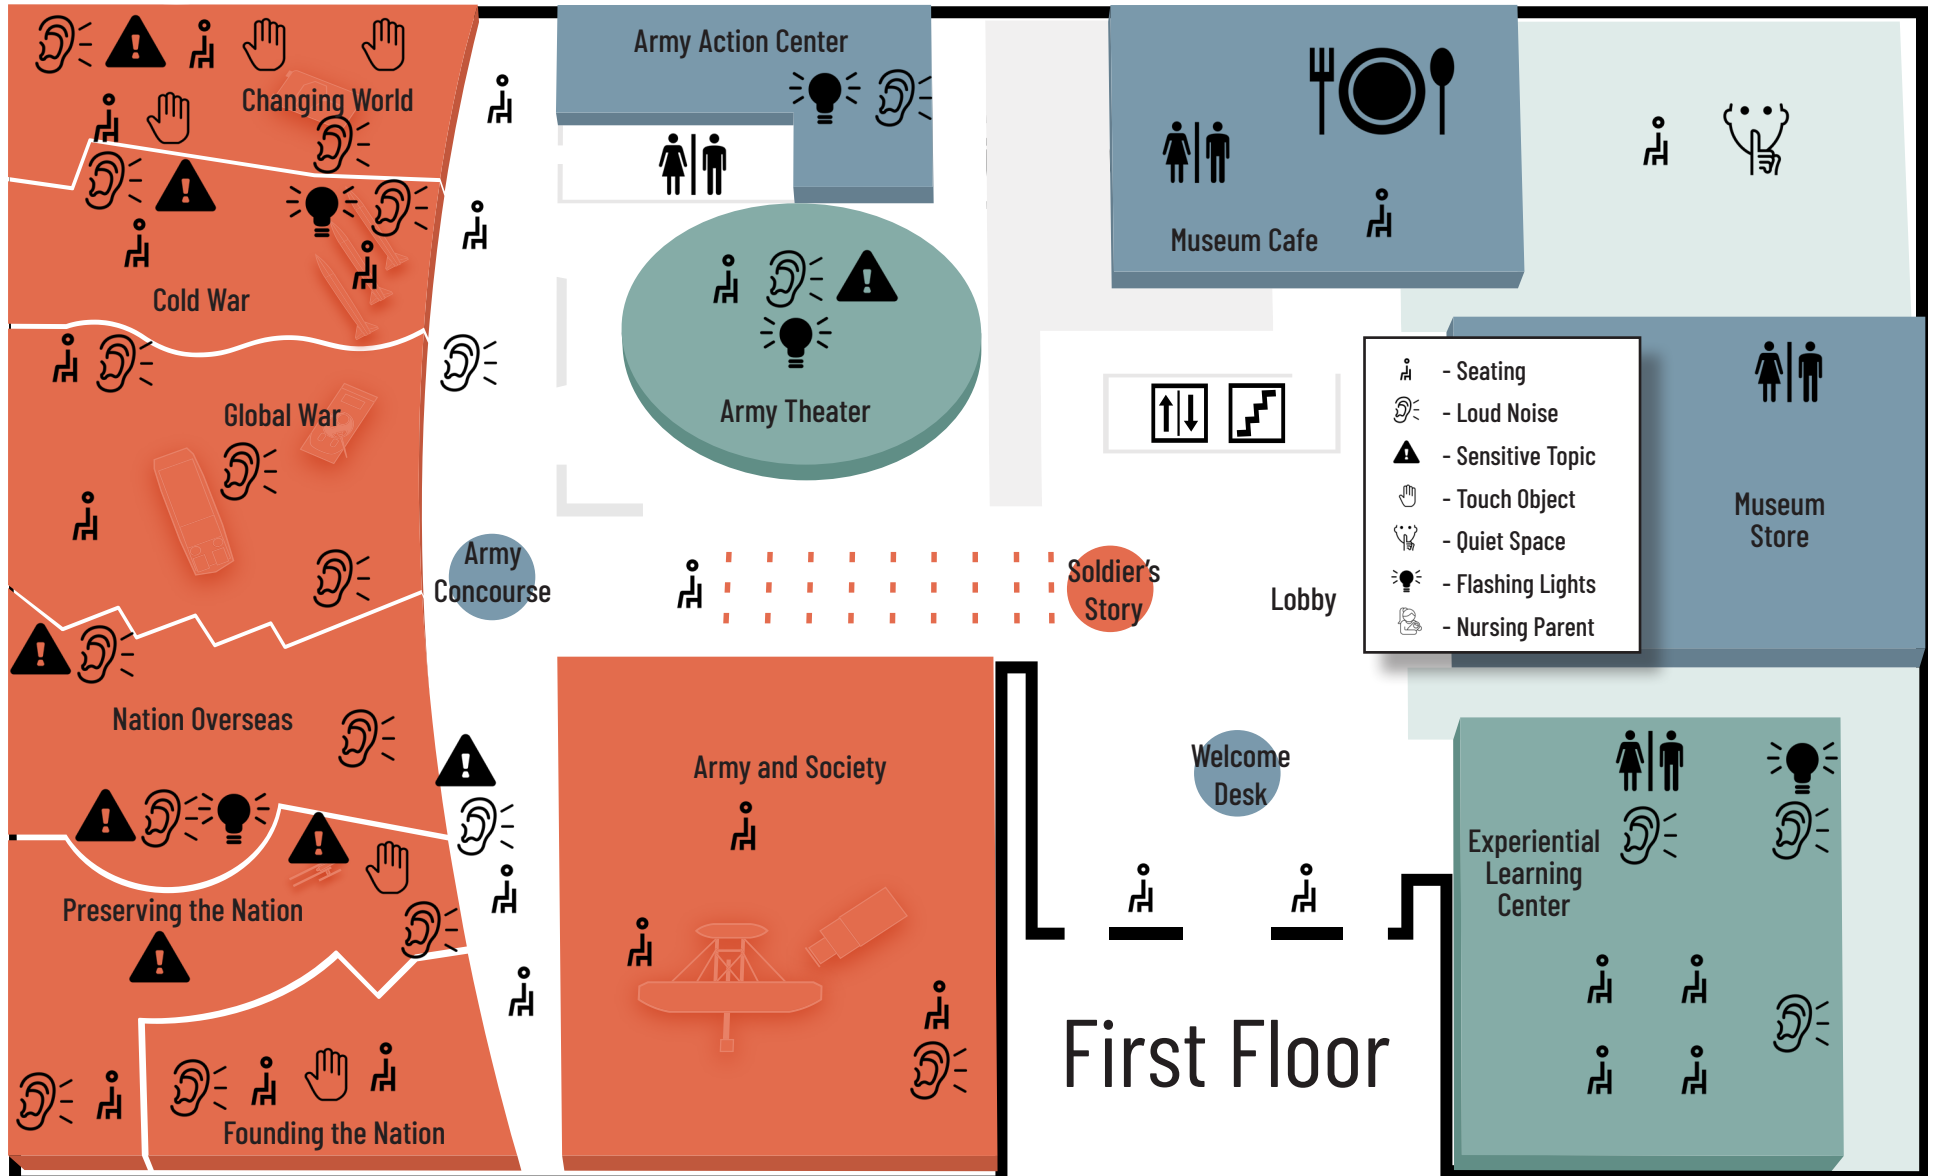 Army Action Center
Changing World
Museum Cafe
Cold War
- Seating
- Loud Noise
- Sensitive Topic
- Touch Object
- Quiet Space
- Flashing Lights
- Nursing Parent
Global War
Army Theater
Museum
Store
Army
Concourse
Soldier's
Story
Lobby
Nation Overseas
Army and Society
Welcome
Desk
Experiential
Learning
Center
Preserving the Nation
First Floor
Founding the Nation